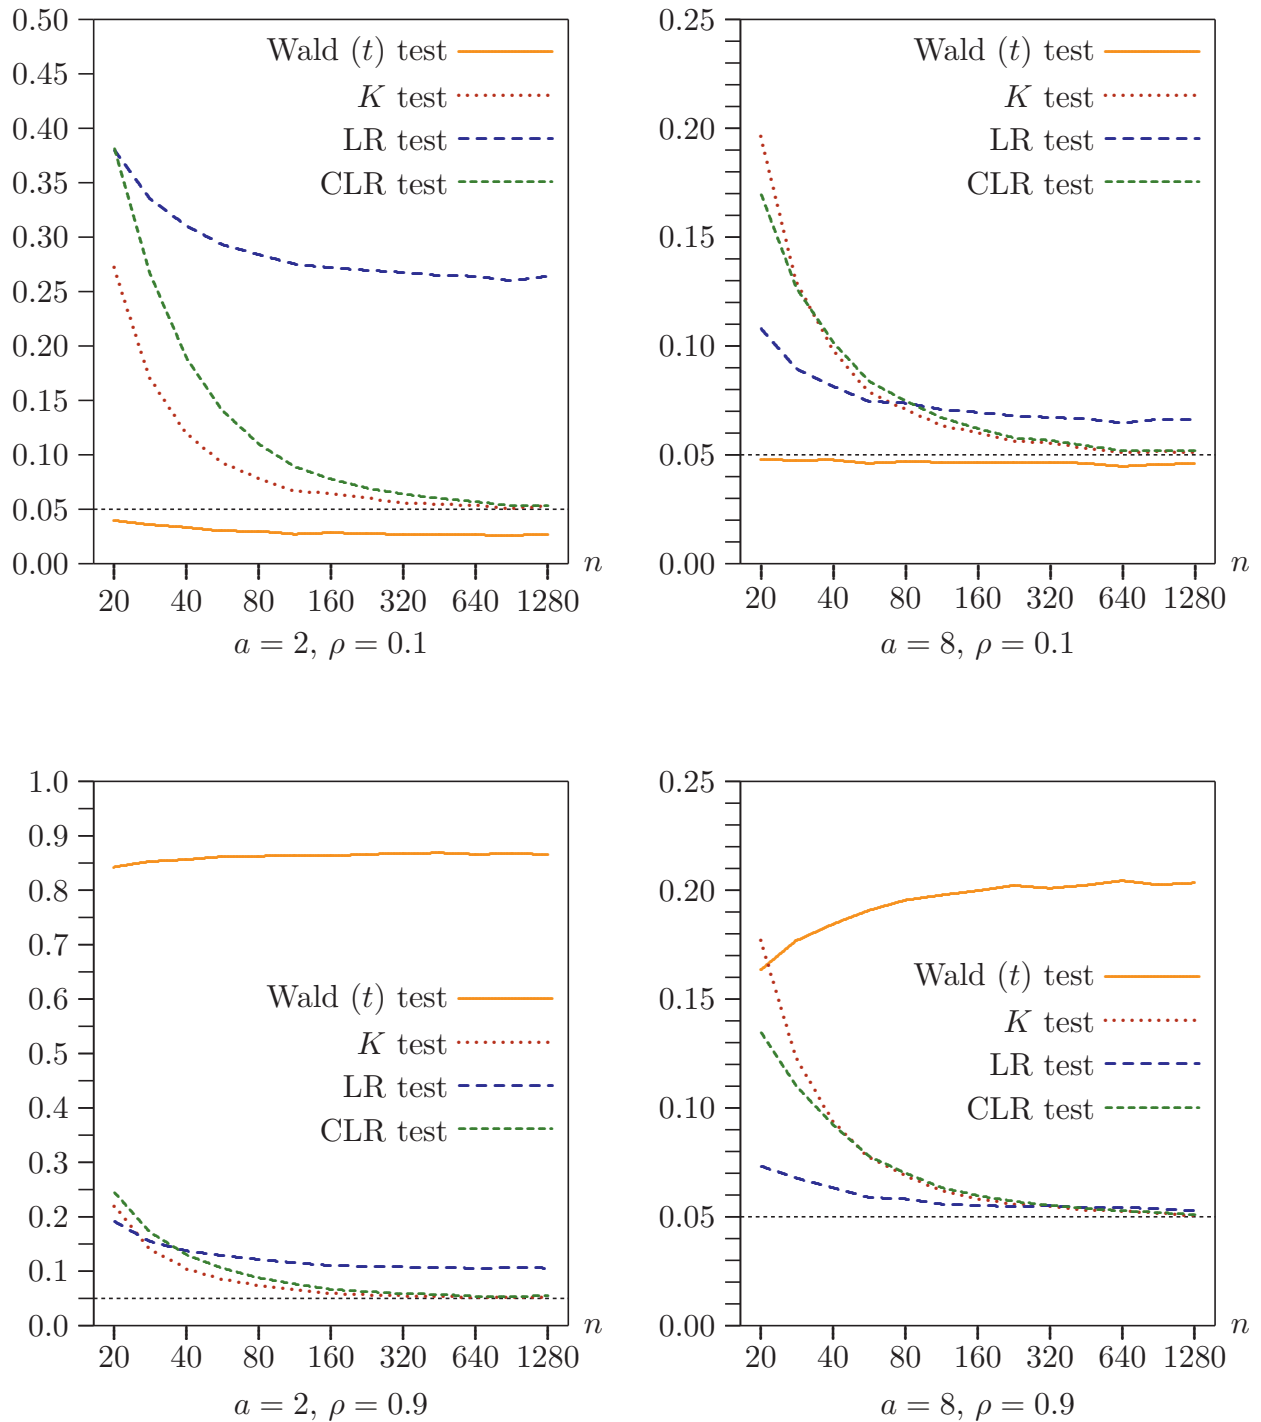 0.50
0.45
0.40
0.35
0.30
0.25
0.20
0.15
0.10
0.05
0.00
Wald (t) test
K test
LR test
CLR test
20 40 80 160 320 640 1280
n
a = 2, ρ = 0.1
0.25
0.20
0.15
0.10
0.05
0.00
Wald (t) test
K test
LR test
CLR test
20 40 80 160 320 640 1280
n
a = 8, ρ = 0.1
1.0
0.9
0.8
0.7
0.6
0.5
0.4
0.3
0.2
0.1
0.0
Wald (t) test
K test
LR test
CLR test
20 40 80 160 320 640 1280
n
a = 2, ρ = 0.9
0.25
0.20
0.15
0.10
0.05
0.00
Wald (t) test
K test
LR test
CLR test
20 40 80 160 320 640 1280
n
a = 8, ρ = 0.9